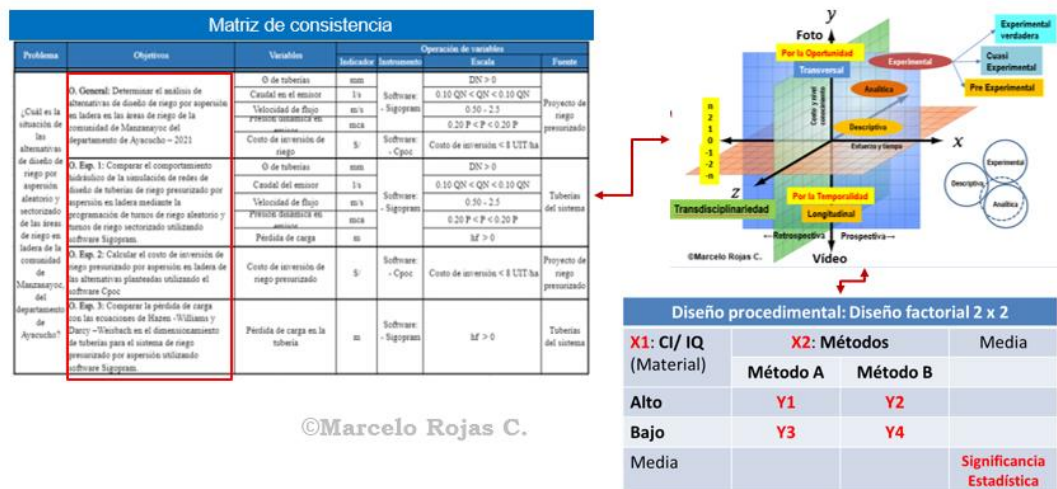 Matriz de consistencia
Problema
Objetivos
Variables
Operación de variables
Indicador
Instrumento
Escala
Fuente
¿Cuál es la
situación de
las
alternativas
de diseño de
riego por
aspersión
aleatorio y
sectorizado
de las áreas
de riego en
ladera de la
comunidad
de
Manzanayoc,
del
departamento
de
Ayacucho?
O. General: Determinar el análisis de
alternativas de diseño de riego por aspersión
en ladera en las áreas de riego de la
comunidad de Manzanayoc del
departamento de Ayacucho – 2021
Ø de tuberías
mm
DN > 0
Caudal en el emisor
l/s
0.10 QN < QN < 0.10 QN
Velocidad de flujo
m/s
0.50 - 2.5
Presión dinámica en
emisor
mca
0.20 P < P < 0.20 P
Software:
- Sigopram
Costo de inversión de
riego
S/
Software:
- Cpoc
Costo de inversión < 8 UIT/ha
Proyecto de
riego
presurizado
O. Esp. 1: Comparar el comportamiento
hidráulico de la simulación de redes de
diseño de tuberías de riego presurizado por
aspersión en ladera mediante la
programación de turnos de riego aleatorio y
turnos de riego sectorizado utilizando
software Sigopram.
Ø de tuberías
mm
DN > 0
Caudal del emisor
l/s
0.10 QN < QN < 0.10 QN
Velocidad de flujo
m/s
0.50 - 2.5
Presión dinámica en
emisor
mca
0.20 P < P < 0.20 P
Pérdida de carga
m
hf > 0
Software:
- Sigopram
Tuberías
del sistema
O. Esp. 2: Calcular el costo de inversión de
riego presurizado por aspersión en ladera de
las alternativas planteadas utilizando el
software Cpoc
Costo de inversión de
riego presurizado
S/
Software:
- Cpoc
Costo de inversión < 8 UIT/ha
Proyecto de
riego
presurizado
O. Esp. 3: Comparar la pérdida de carga
con las ecuaciones de Hazen -Williams y
Darcy –Weisbach en el dimensionamiento
de tuberías para el sistema de riego
presurizado por aspersión utilizando
software Sigopram.
Pérdida de carga en la
tubería
m
Software:
- Sigopram
hf > 0
Tuberías
del sistema
©Marcelo Rojas C.
y
Foto
Por la Oportunidad
Transversal
Experimental
Experimental
verdadera
Cuasi
Experimental
Pre Experimental
Analítica
Costo y nivel
conocimiento
Descriptiva
Esfuerzo y tiempo
x
n
2
1
0
-1
-2
-n
z
Transdisciplinariedad
Por la Temporalidad
Longitudinal
←Retrospectiva
Prospectiva→
Vídeo
©Marcelo Rojas C.
Experimental
Descriptiva
Analítica
Diseño procedimental: Diseño factorial 2 x 2
X1: CI/ IQ
(Material)
X2: Métodos
Media
Método A
Método B
Alto
Y1
Y2
Bajo
Y3
Y4
Media
Significancia
Estadística